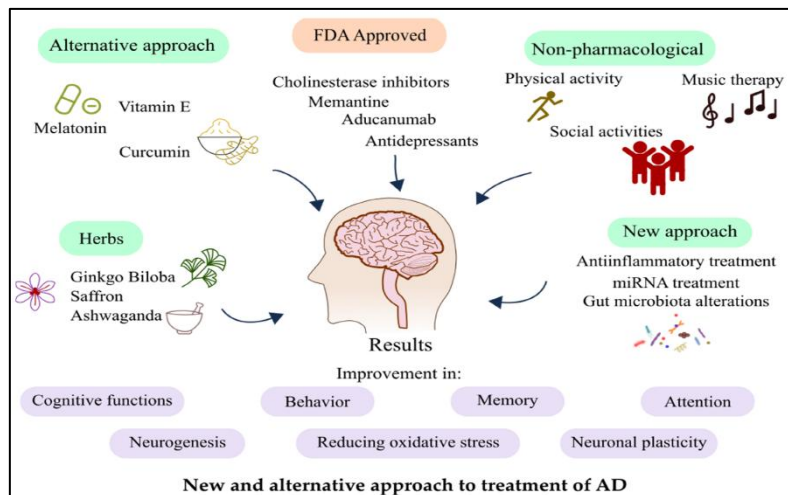 Alternative approach
Melatonin
Vitamin E
Curcumin
FDA Approved
Cholinesterase inhibitors
Memantine
Aducanumab
Antidepressants
Non-pharmacological
Physical activity
Music therapy
Social activities
Herbs
Ginkgo Biloba
Saffron
Ashwaganda
New approach
Antiinflammatory treatment
miRNA treatment
Gut microbiota alterations
Results
Improvement in:
Cognitive functions
Behavior
Memory
Attention
Neurogenesis
Reducing oxidative stress
Neuronal plasticity
New and alternative approach to treatment of AD